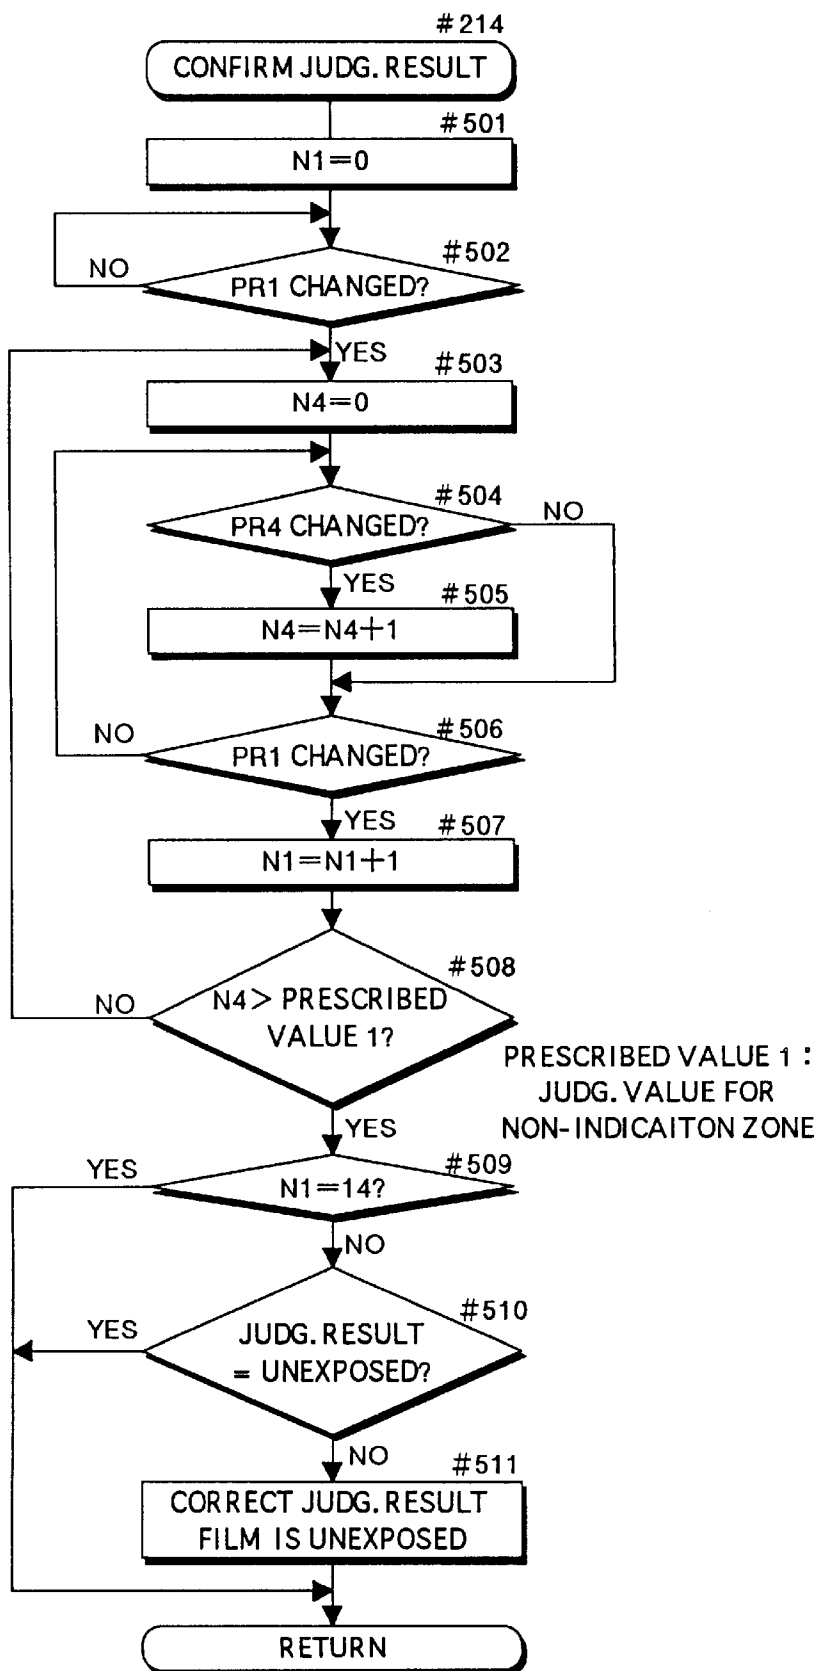 #214
CONFIRM JUDG. RESULT
#501
N1=0
#502
NO
PR1 CHANGED?
YES
#503
N4=0
#504
PR4 CHANGED?
NO
YES
#505
N4=N4+1
#506
NO
PR1 CHANGED?
YES
#507
N1=N1+1
#508
NO
N4> PRESCRIBED
VALUE 1?
PRESCRIBED VALUE 1 :
JUDG. VALUE FOR
NON-INDICAITON ZONE
YES
#509
YES
N1=14?
NO
#510
YES
JUDG. RESULT
= UNEXPOSED?
NO
#511
CORRECT JUDG. RESULT
FILM IS UNEXPOSED
RETURN